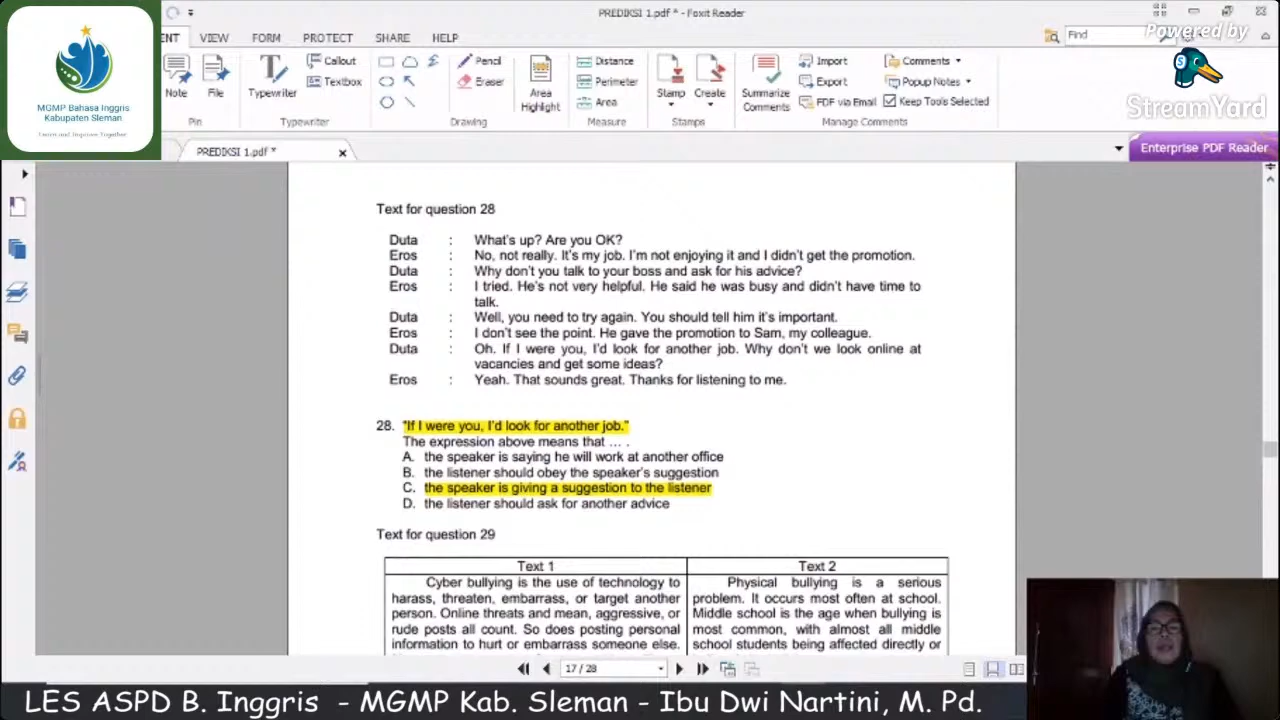 PREDIKSI 1.pdf * - Foxit Reader
Powered by
StreamYard
MGMP Bahasa Inggris
Kabupaten Sleman
Learn and Improve Together
VIEW FORM PROTECT SHARE HELP
Find
Note File Typewriter Callout Textbox Pencil Eraser Area Highlight Distance Perimeter Area Stamp Create Summarize Comments Import Export FDF via Email Comments Popup Notes Keep Tools Selected
Pin Typewriter Drawing Measure Stamps Manage Comments
PREDIKSI 1.pdf *
Enterprise PDF Reader
Text for question 28
Duta : What's up? Are you OK?
Eros : No, not really. It's my job. I'm not enjoying it and I didn't get the promotion.
Duta : Why don't you talk to your boss and ask for his advice?
Eros : I tried. He's not very helpful. He said he was busy and didn't have time to
talk.
Duta : Well, you need to try again. You should tell him it's important.
Eros : I don't see the point. He gave the promotion to Sam, my colleague.
Duta : Oh. If I were you, I'd look for another job. Why don't we look online at
vacancies and get some ideas?
Eros : Yeah. That sounds great. Thanks for listening to me.
28. "If I were you, I'd look for another job."
The expression above means that ... .
A. the speaker is saying he will work at another office
B. the listener should obey the speaker's suggestion
C. the speaker is giving a suggestion to the listener
D. the listener should ask for another advice
Text for question 29
Text 1
Cyber bullying is the use of technology to
harass, threaten, embarrass, or target another
person. Online threats and mean, aggressive, or
rude posts all count. So does posting personal
information to hurt or embarrass someone else.
Text 2
Physical bullying is a serious
problem. It occurs most often at school.
Middle school is the age when bullying is
most common, with almost all middle
school students being affected directly or
17 / 28
LES ASPD B. Inggris - MGMP Kab. Sleman - Ibu Dwi Nartini, M. Pd.